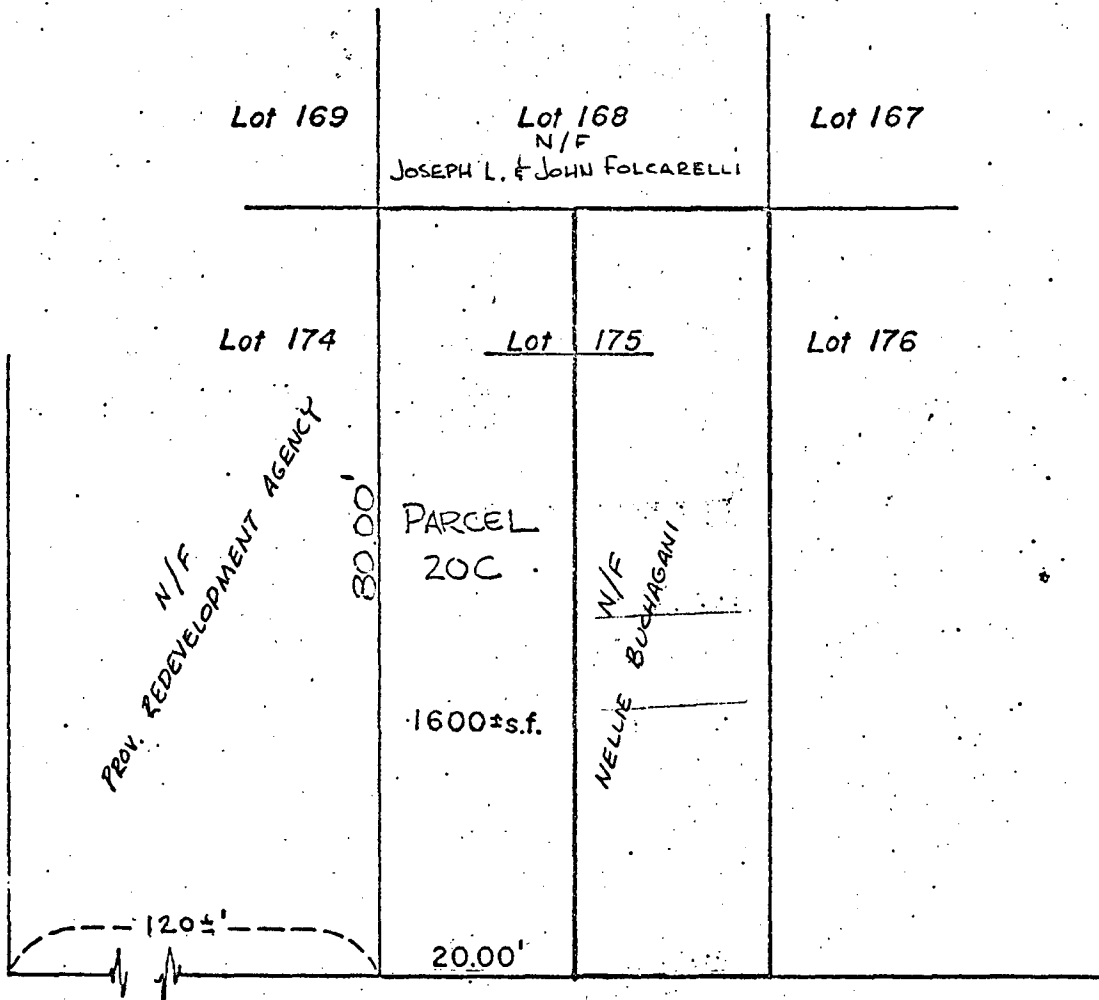 Lot 169
Lot 168
N/F
JOSEPH L. & JOHN FOLCARELLI
Lot 167
Lot 174
Lot 175
Lot 176
N/F
PROV. REDEVELOPMENT AGENCY
80.00'
PARCEL
20C
1600±s.f.
N/F
NELLIE BUCHAGANI
120±'
20.00'